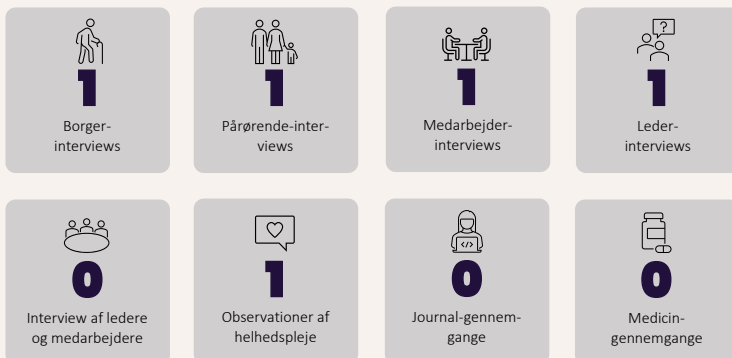 1
Borger-
interviews
1
Pårørende-inter-
views
1
Medarbejder-
interviews
?
1
Leder-
interviews
0
Interview af ledere
og medarbejdere
1
Observationer af
helhedspleje
</>
0
Journal-gennem-
gange
0
Medicin-
gennemgange